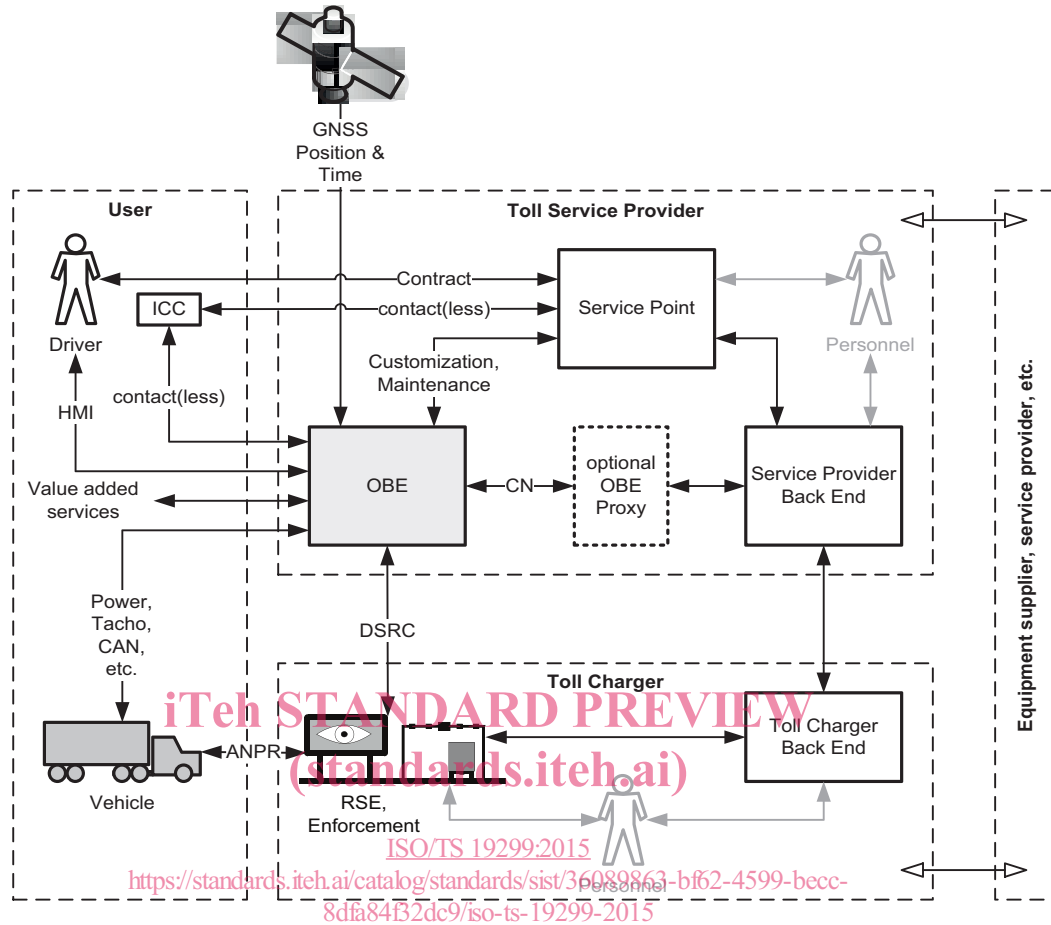 GNSS
Position &
Time
User
Toll Service Provider
Contract
ICC
contact(less)
Service Point
Driver
Personnel
Customization,
Maintenance
contact(less)
HMI
OBE
CN
optional
OBE
Proxy
Service Provider
Back End
Value added
services
Equipment supplier, service provider, etc.
Power,
Tacho,
CAN,
etc.
DSRC
Toll Charger
iTeh STANDARD PREVIEW
Toll Charger
Back End
ANPR
(standards.iteh.ai)
Vehicle
RSE,
Enforcement
ISO/TS 19299:2015
Personnel
https://standards.iteh.ai/catalog/standards/sist/36089863-bf62-4599-becc-
8dfa84f32dc9/iso-ts-19299-2015